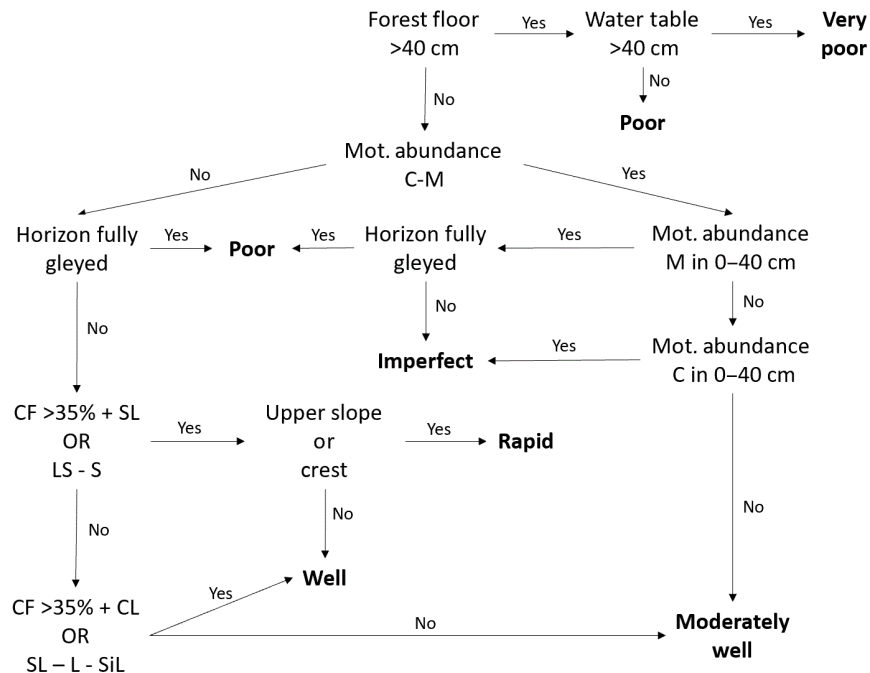 Forest floor
>40 cm
Yes
Water table
>40 cm
Yes
Very
poor
No
No
Poor
Mot. abundance
C-M
No
Yes
Horizon fully
gleyed
Yes
Poor
Yes
Horizon fully
gleyed
Yes
Mot. abundance
M in 0–40 cm
No
No
No
Imperfect
Yes
Mot. abundance
C in 0–40 cm
CF >35% + SL
OR
LS - S
Yes
Upper slope
or
crest
Yes
Rapid
No
No
No
Well
CF >35% + CL
OR
SL – L - SiL
Yes
No
Moderately
well